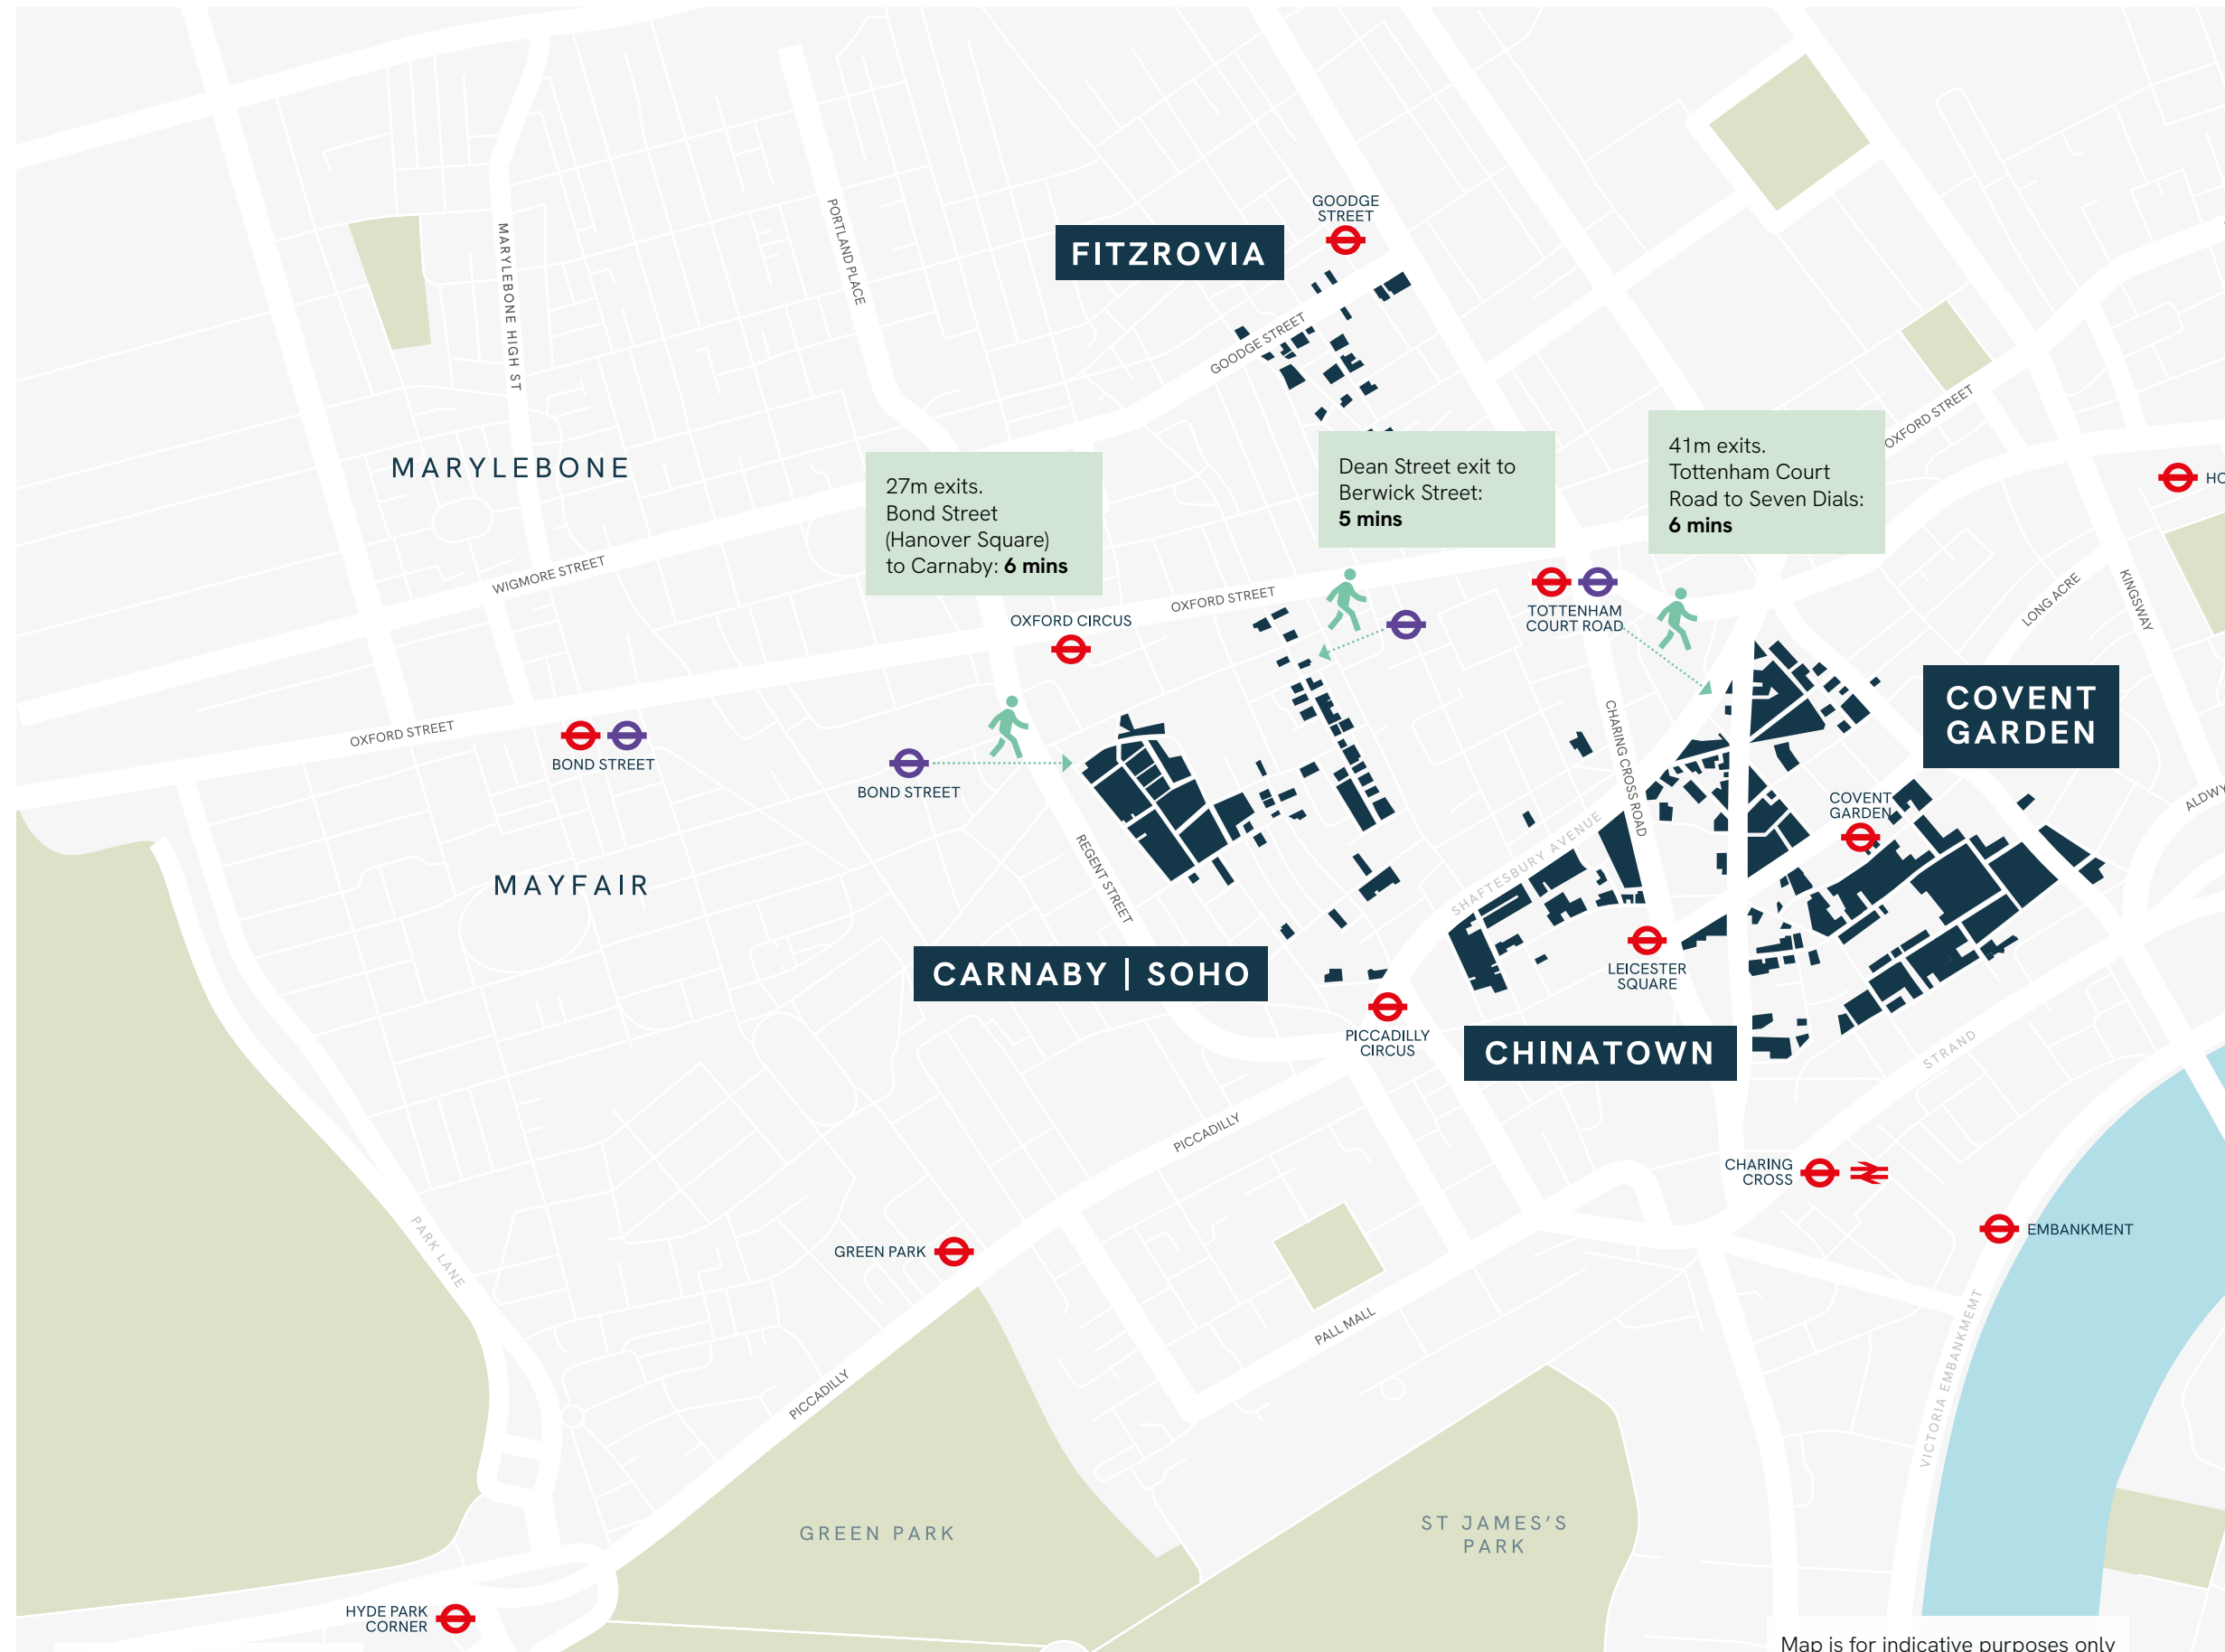 GOODGE
STREET
FITZROVIA
PORTLAND PLACE
MARYLEBONE HIGH ST
GOODGE STREET
MARYLEBONE
27m exits.
Bond Street
(Hanover Square)
to Carnaby: 6 mins
Dean Street exit to
Berwick Street:
5 mins
41m exits.
Tottenham Court
Road to Seven Dials:
6 mins
OXFORD STREET
HO
WIGMORE STREET
OXFORD STREET
OXFORD CIRCUS
TOTTENHAM
COURT ROAD
LONG ACRE
KINGSWAY
COVENT
GARDEN
OXFORD STREET
BOND STREET
BOND STREET
CHARING CROSS ROAD
COVENT
GARDEN
ALDWY
REGENT STREET
SHAFTESBURY AVENUE
MAYFAIR
CARNABY | SOHO
LEICESTER
SQUARE
PICCADILLY
CIRCUS
CHINATOWN
STRAND
PICCADILLY
CHARING
CROSS
EMBANKMENT
PARK LANE
GREEN PARK
PALL MALL
VICTORIA EMBANKMEMT
PICCADILLY
GREEN PARK
ST JAMES'S
PARK
HYDE PARK
CORNER
Map is for indicative purposes only